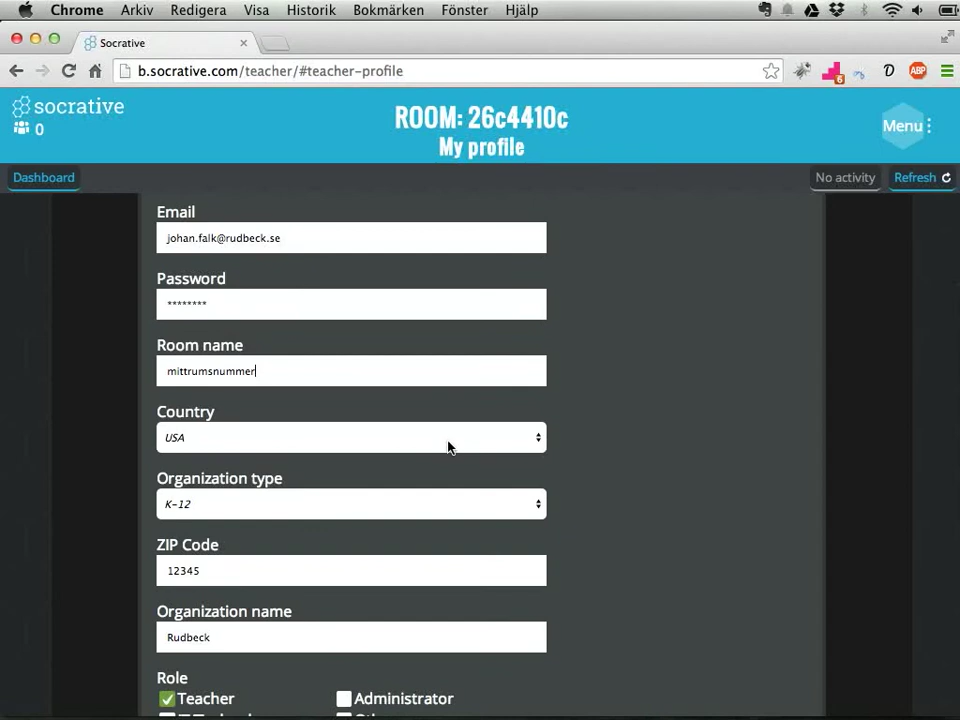 Chrome Arkiv Redigera Visa Historik Bokmärken Fönster Hjälp
Socrative
b.socrative.com/teacher/#teacher-profile
6
ABP
socrative
0
ROOM: 26c4410c
My profile
Menu
Dashboard
No activity
Refresh
Email
johan.falk@rudbeck.se
Password
********
Room name
mittrumsnummer
Country
USA
Organization type
K-12
ZIP Code
12345
Organization name
Rudbeck
Role
Teacher
Administrator